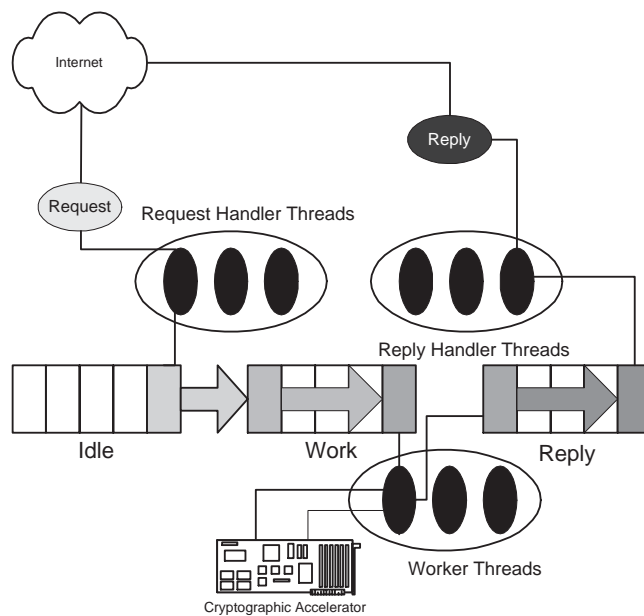 Internet
Reply
Request
Request Handler Threads
Reply Handler Threads
Idle
Work
Reply
Worker Threads
Cryptographic Accelerator